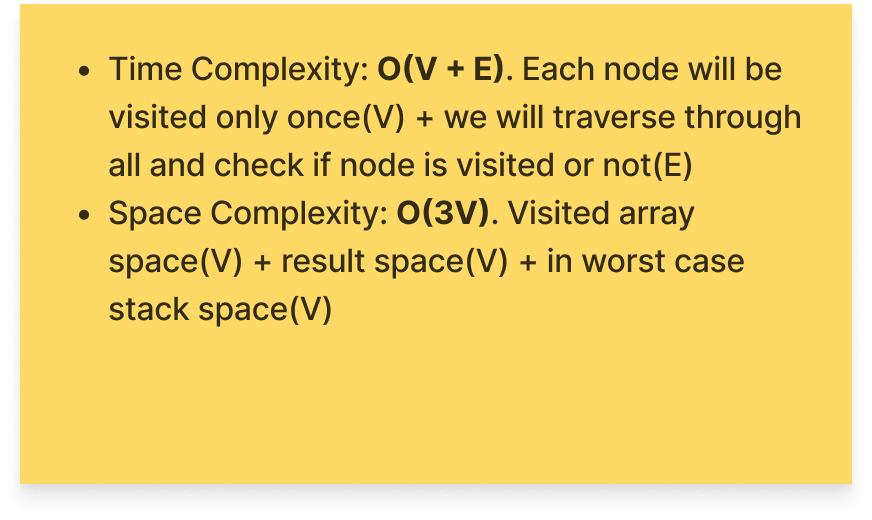 • Time Complexity: O(V + E). Each node will be
visited only once(V) + we will traverse through
all and check if node is visited or not(E)
• Space Complexity: O(3V). Visited array
space(V) + result space(V) + in worst case
stack space(V)